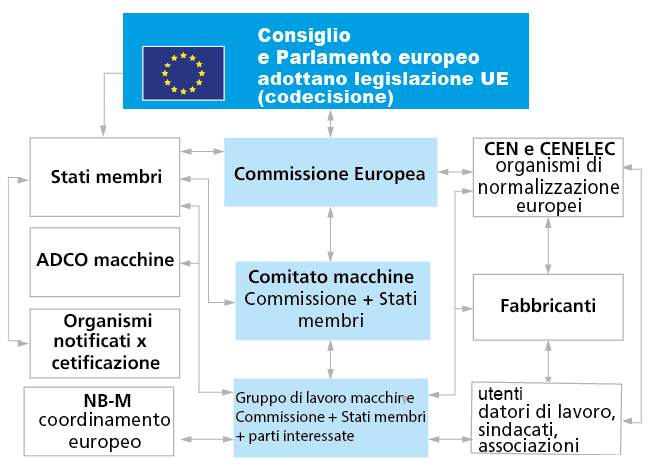 Consiglio
e Parlamento europeo
adottano legislazione UE
(codecisione)
Stati membri
Commissione Europea
CEN e CENELEC
organismi di
normalizzazione
europei
ADCO macchine
Comitato macchine
Commissione + Stati
membri
Fabbricanti
Organismi
notificati x
cetificazione
NB-M
coordinamento
europeo
Gruppo di lavoro macchine
Commissione + Stati membri
+ parti interessate
utenti
datori di lavoro,
sindacati,
associazioni